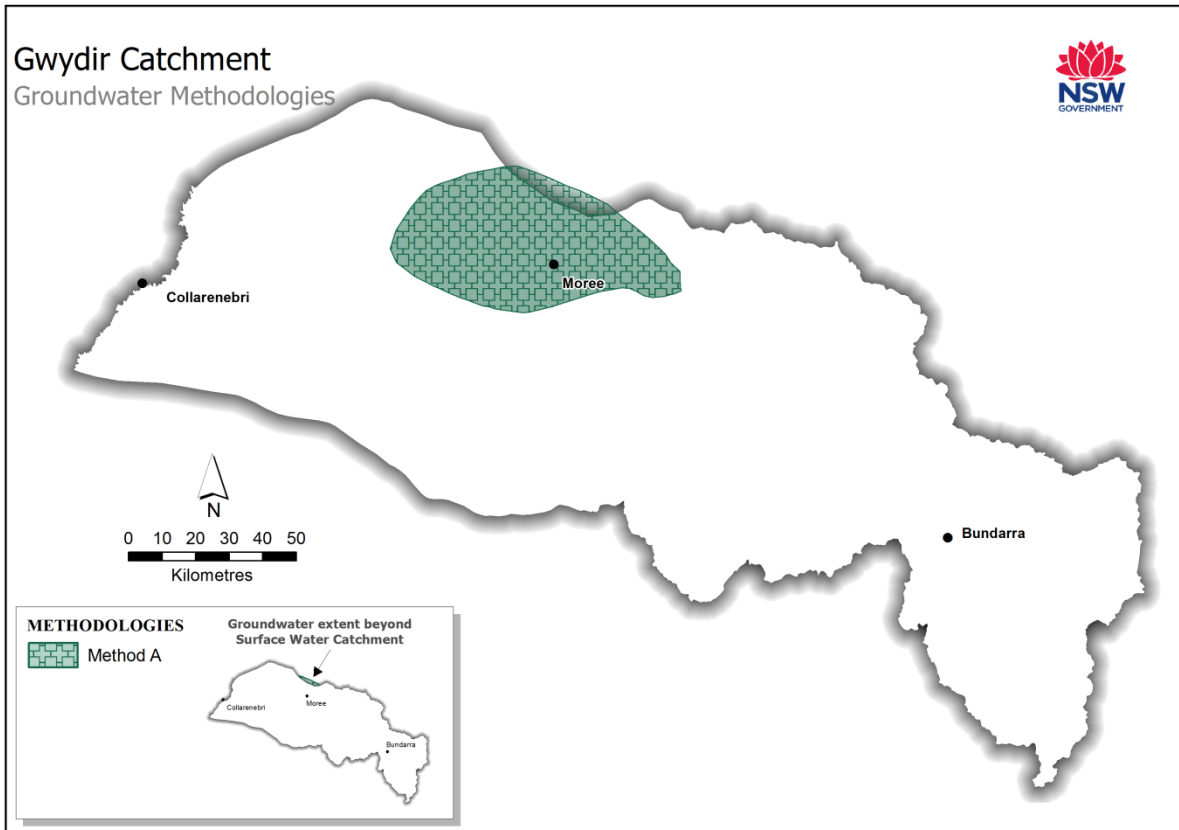 Gwydir Catchment
Groundwater Methodologies
NSW
GOVERNMENT
Moree
Collarenebri
N
0 10 20 30 40 50
Kilometres
Bundarra
METHODOLOGIES
Method A
Groundwater extent beyond
Surface Water Catchment
Collarenebri
Moree
Bundarra